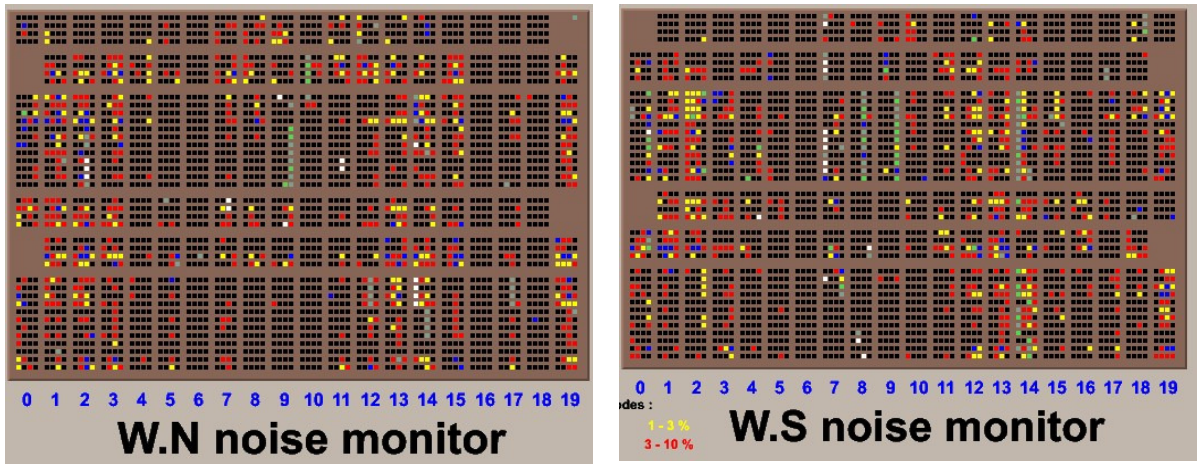 0 1 2 3 4 5 6 7 8 9 10 11 12 13 14 15 16 17 18 19
W.N noise monitor
0 1 2 3 4 5 6 7 8 9 10 11 12 13 14 15 16 17 18 19
odes :
1 - 3 %
3 - 10 %
W.S noise monitor